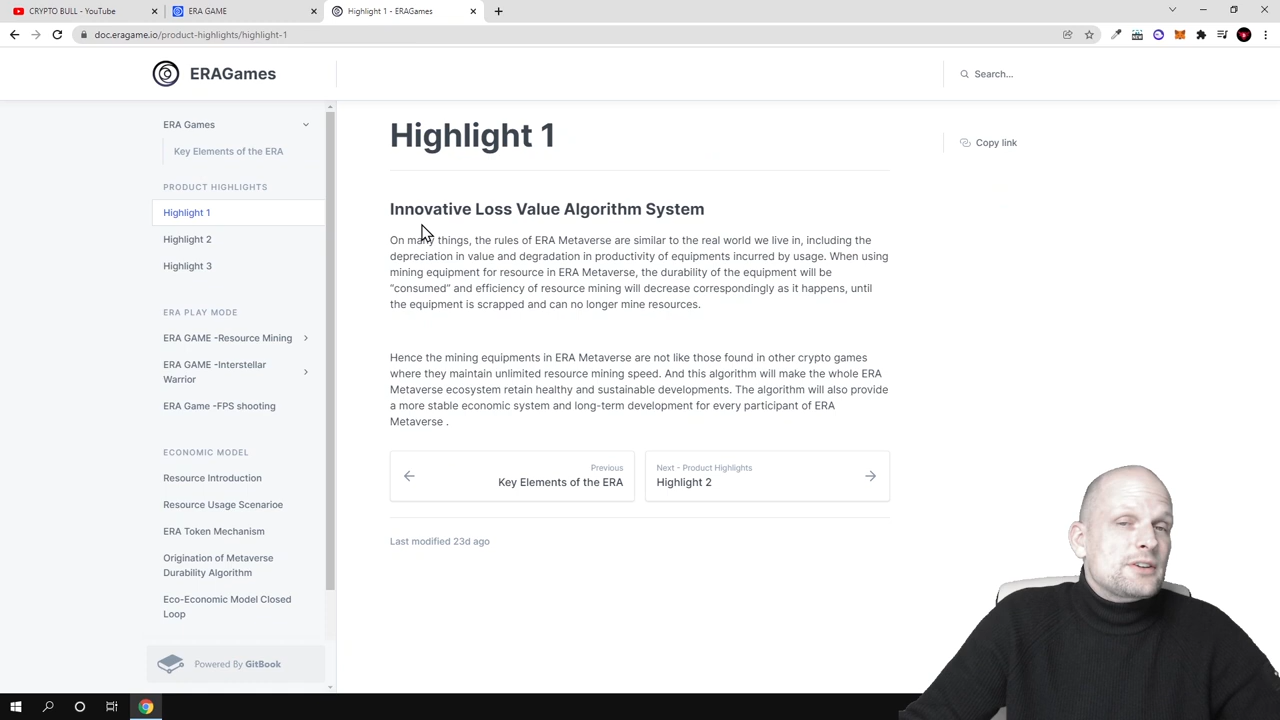 CRYPTO BULL - YouTube
ERA GAME
Highlight 1 - ERAGames
doc.eragame.io/product-highlights/highlight-1
ERAGames
Search...
ERA Games
Key Elements of the ERA
PRODUCT HIGHLIGHTS
Highlight 1
Highlight 2
Highlight 3
ERA PLAY MODE
ERA GAME -Resource Mining
ERA GAME -Interstellar
Warrior
ERA Game -FPS shooting
ECONOMIC MODEL
Resource Introduction
Resource Usage Scenarioe
ERA Token Mechanism
Origination of Metaverse
Durability Algorithm
Eco-Economic Model Closed
Loop
Powered By GitBook
Highlight 1
Copy link
Innovative Loss Value Algorithm System
On many things, the rules of ERA Metaverse are similar to the real world we live in, including the
depreciation in value and degradation in productivity of equipments incurred by usage. When using
mining equipment for resource in ERA Metaverse, the durability of the equipment will be
“consumed” and efficiency of resource mining will decrease correspondingly as it happens, until
the equipment is scrapped and can no longer mine resources.
Hence the mining equipments in ERA Metaverse are not like those found in other crypto games
where they maintain unlimited resource mining speed. And this algorithm will make the whole ERA
Metaverse ecosystem retain healthy and sustainable developments. The algorithm will also provide
a more stable economic system and long-term development for every participant of ERA
Metaverse .
Previous
Key Elements of the ERA
Next - Product Highlights
Highlight 2
Last modified 23d ago